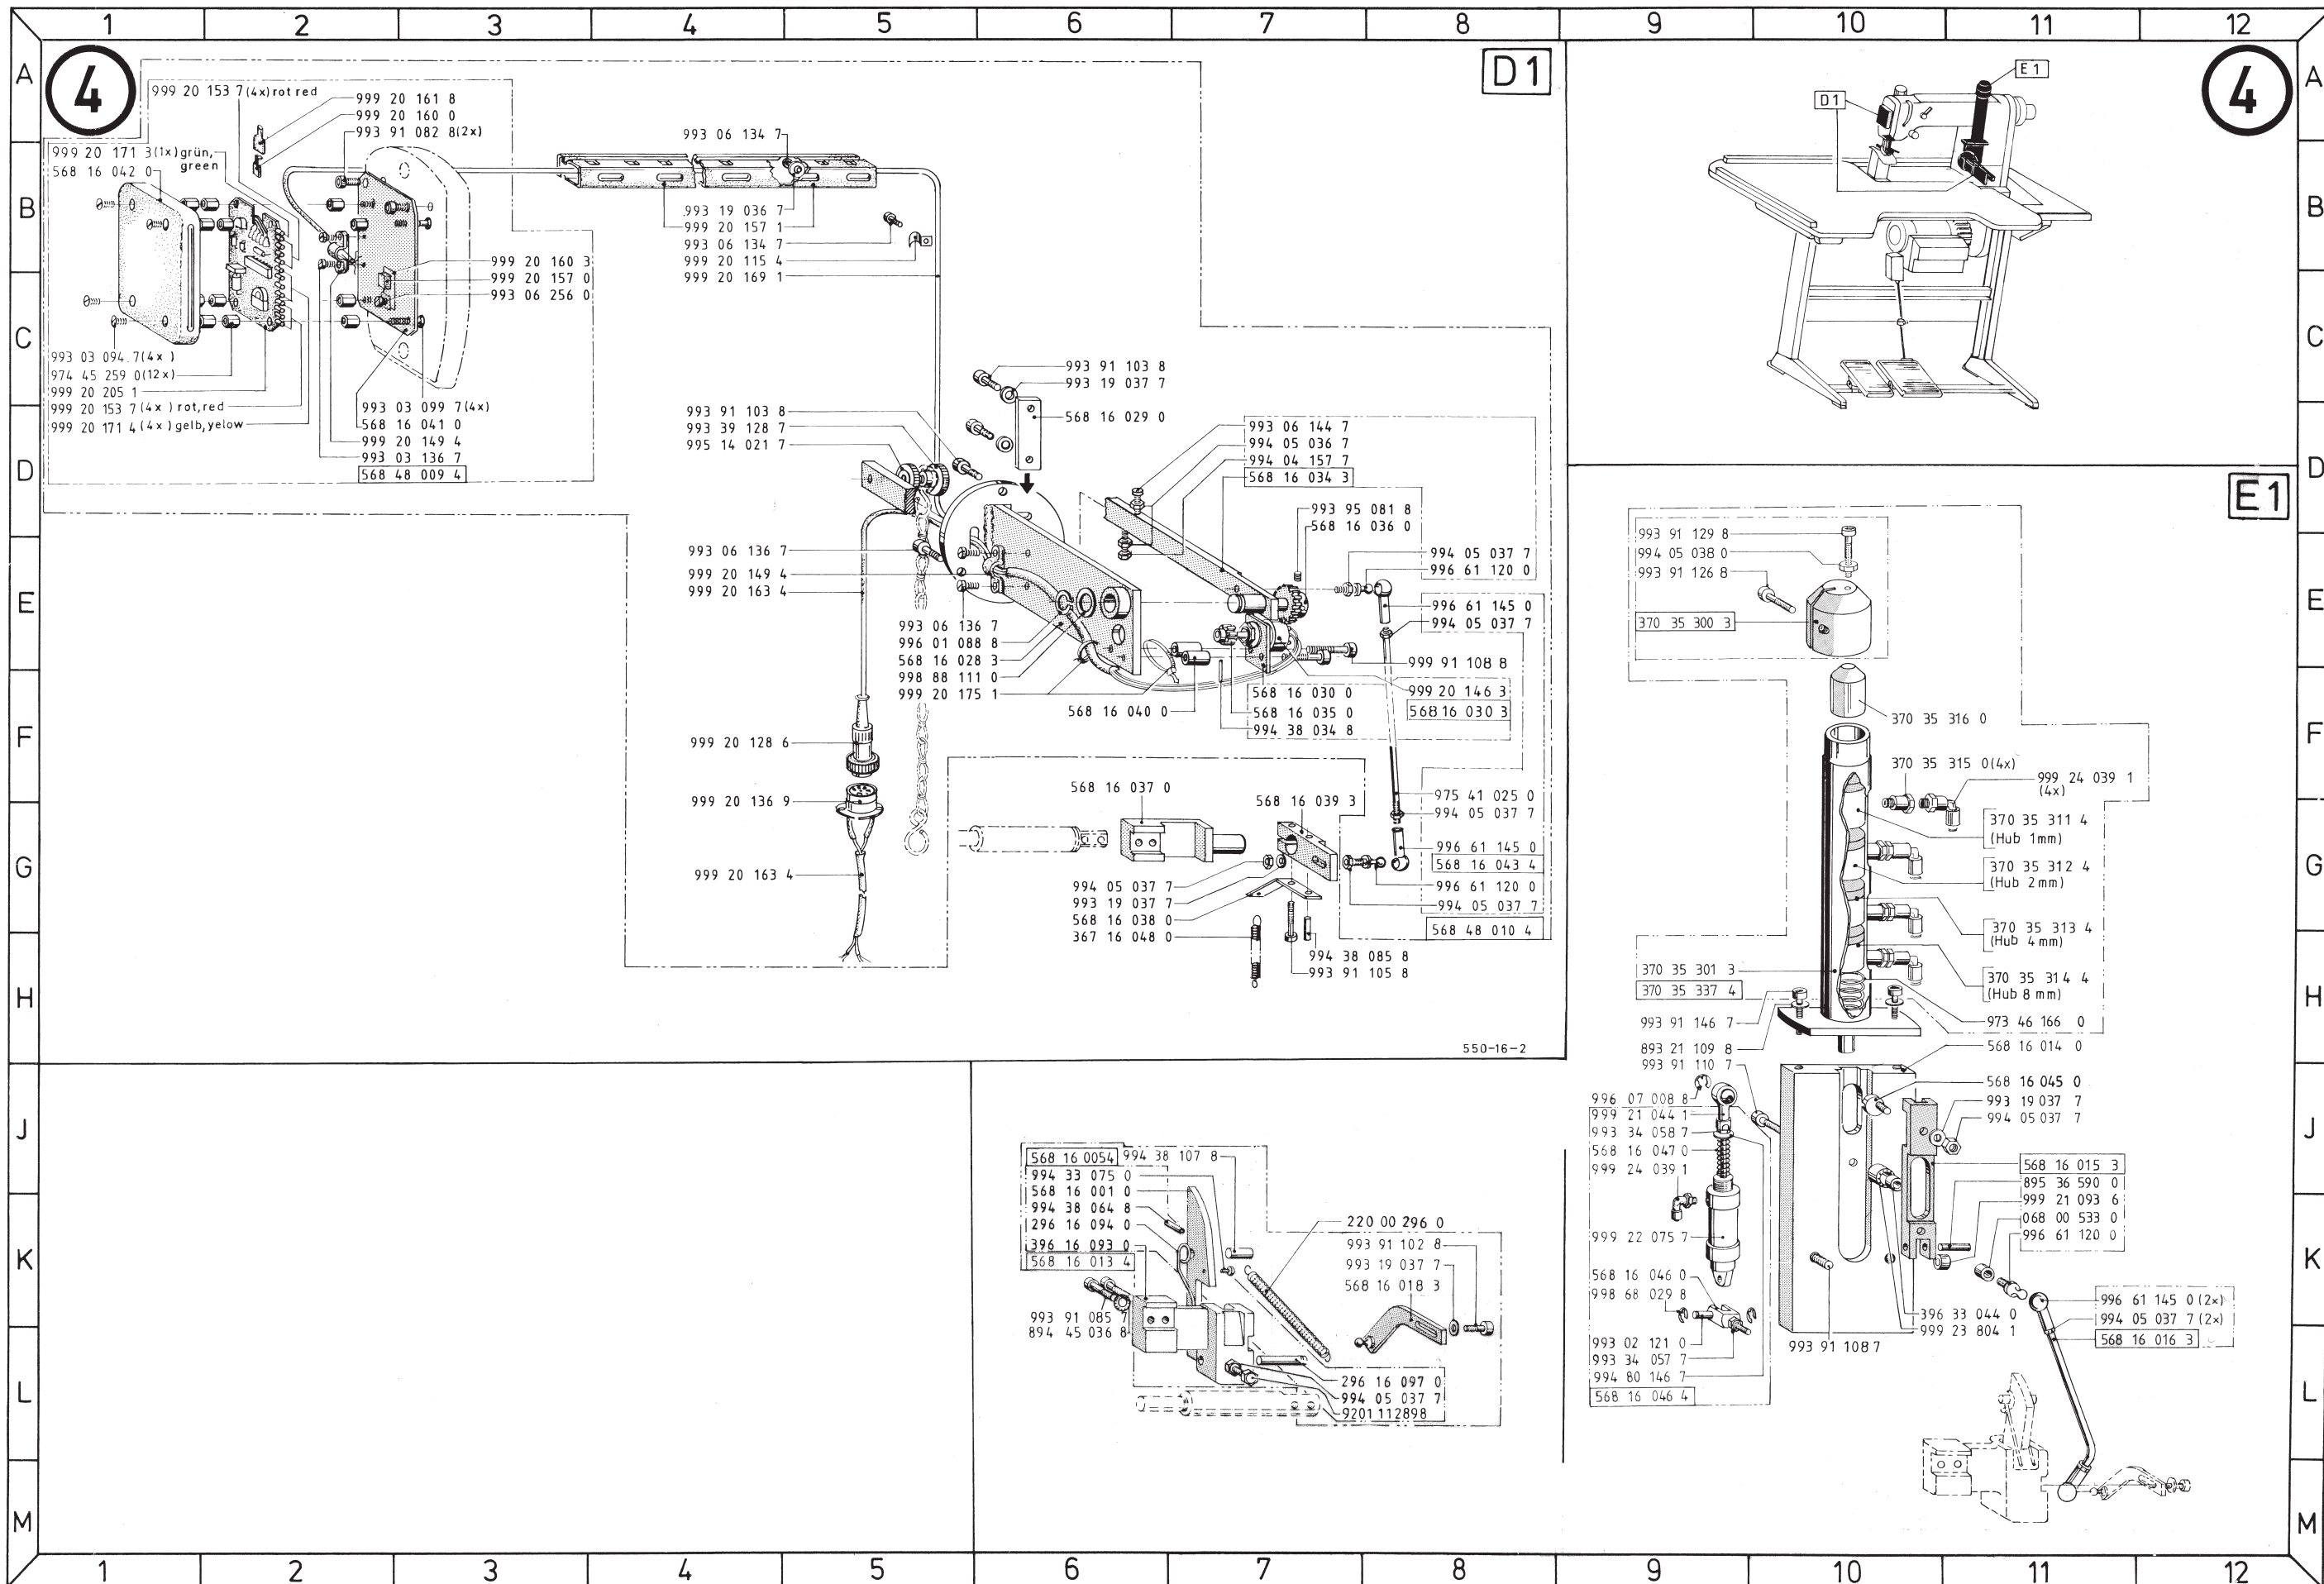 1 2 3 4 5 6 7 8 9 10 11 12
A B C D E F G H J K L M
4
D1
999 20 153 7 (4x) rot red
999 20 161 8
999 20 160 0
993 91 082 8 (2x)
999 20 171 3 (1x) grün,
green
568 16 042 0
993 06 134 7
993 19 036 7
999 20 157 1
993 06 134 7
999 20 115 4
999 20 169 1
999 20 160 3
999 20 157 0
993 06 256 0
993 03 094 7 (4x)
974 45 259 0 (12x)
999 20 205 1
999 20 153 7 (4x) rot, red
999 20 171 4 (4x) gelb, yelow
993 03 099 7 (4x)
568 16 041 0
999 20 149 4
993 03 136 7
568 48 009 4
993 91 103 8
993 19 037 7
568 16 029 0
993 91 103 8
993 39 128 7
995 14 021 7
993 06 144 7
994 05 036 7
994 04 157 7
568 16 034 3
993 95 081 8
568 16 036 0
994 05 037 7
996 61 120 0
993 06 136 7
999 20 149 4
999 20 163 4
996 61 145 0
994 05 037 7
993 06 136 7
996 01 088 8
568 16 028 3
998 88 111 0
999 20 175 1
999 91 108 8
999 20 146 3
568 16 030 3
568 16 030 0
568 16 035 0
994 38 034 8
568 16 040 0
999 20 128 6
999 20 136 9
999 20 163 4
568 16 037 0
568 16 039 3
975 41 025 0
994 05 037 7
996 61 145 0
568 16 043 4
996 61 120 0
994 05 037 7
568 48 010 4
994 05 037 7
993 19 037 7
568 16 038 0
367 16 048 0
994 38 085 8
993 91 105 8
550-16-2
4
D1
E1
E1
993 91 129 8
994 05 038 0
993 91 126 8
370 35 300 3
370 35 316 0
370 35 315 0 (4x)
999 24 039 1
(4x)
370 35 311 4
(Hub 1mm)
370 35 312 4
(Hub 2mm)
370 35 313 4
(Hub 4mm)
370 35 314 4
(Hub 8 mm)
370 35 301 3
370 35 337 4
993 91 146 7
893 21 109 8
993 91 110 7
973 46 166 0
568 16 014 0
568 16 045 0
993 19 037 7
994 05 037 7
996 07 008 8
999 21 044 1
993 34 058 7
568 16 047 0
999 24 039 1
999 22 075 7
568 16 046 0
998 68 029 8
993 02 121 0
993 34 057 7
994 80 146 7
568 16 046 4
568 16 015 3
895 36 590 0
999 21 093 6
068 00 533 0
996 61 120 0
396 33 044 0
999 23 804 1
993 91 108 7
996 61 145 0 (2x)
994 05 037 7 (2x)
568 16 016 3
568 16 0054
994 38 107 8
994 33 075 0
568 16 001 0
994 38 064 8
296 16 094 0
396 16 093 0
568 16 013 4
993 91 085 7
894 45 036 8
220 00 296 0
993 91 102 8
993 19 037 7
568 16 018 3
296 16 097 0
994 05 037 7
9201 112898
1 2 3 4 5 6 7 8 9 10 11 12
A B C D E F G H J K L M